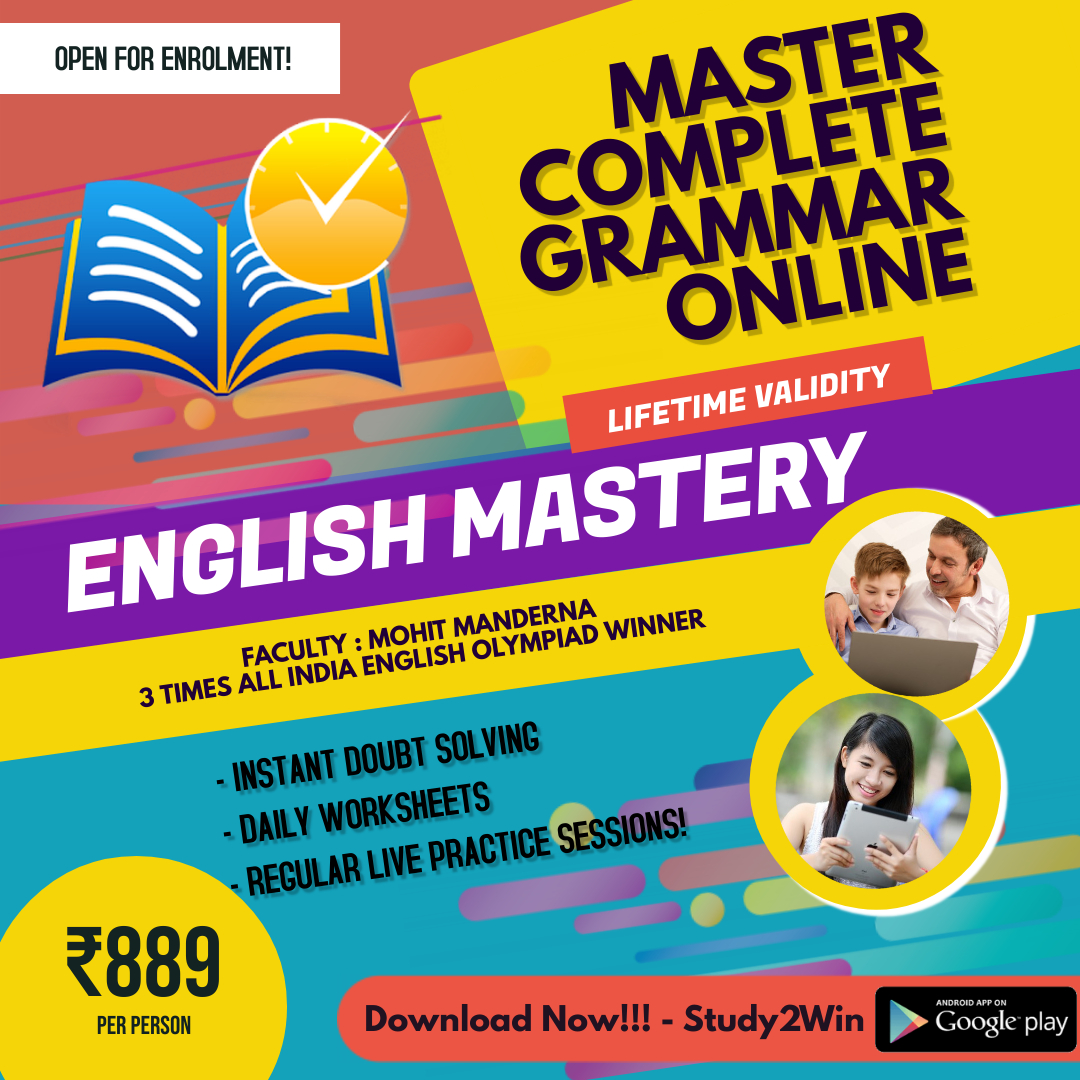 OPEN FOR ENROLMENT!
MASTER
COMPLETE
GRAMMAR
ONLINE
LIFETIME VALIDITY
ENGLISH MASTERY
FACULTY : MOHIT MANDERNA
3 TIMES ALL INDIA ENGLISH OLYMPIAD WINNER
- INSTANT DOUBT SOLVING
- DAILY WORKSHEETS
- REGULAR LIVE PRACTICE SESSIONS!
₹889
PER PERSON
Download Now!!! - Study2Win
ANDROID APP ON
Google play